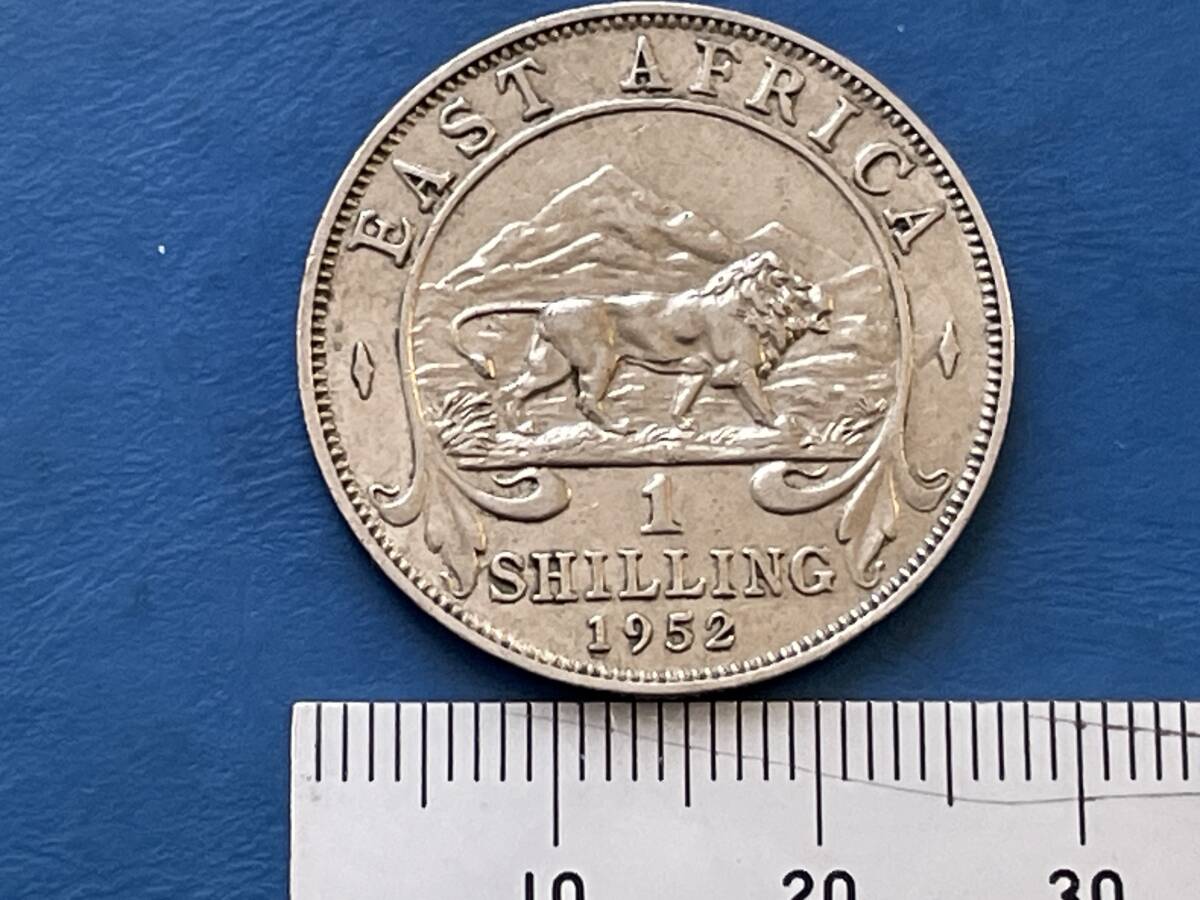 EAST AFRICA
1
SHILLING
1952
10 20 30